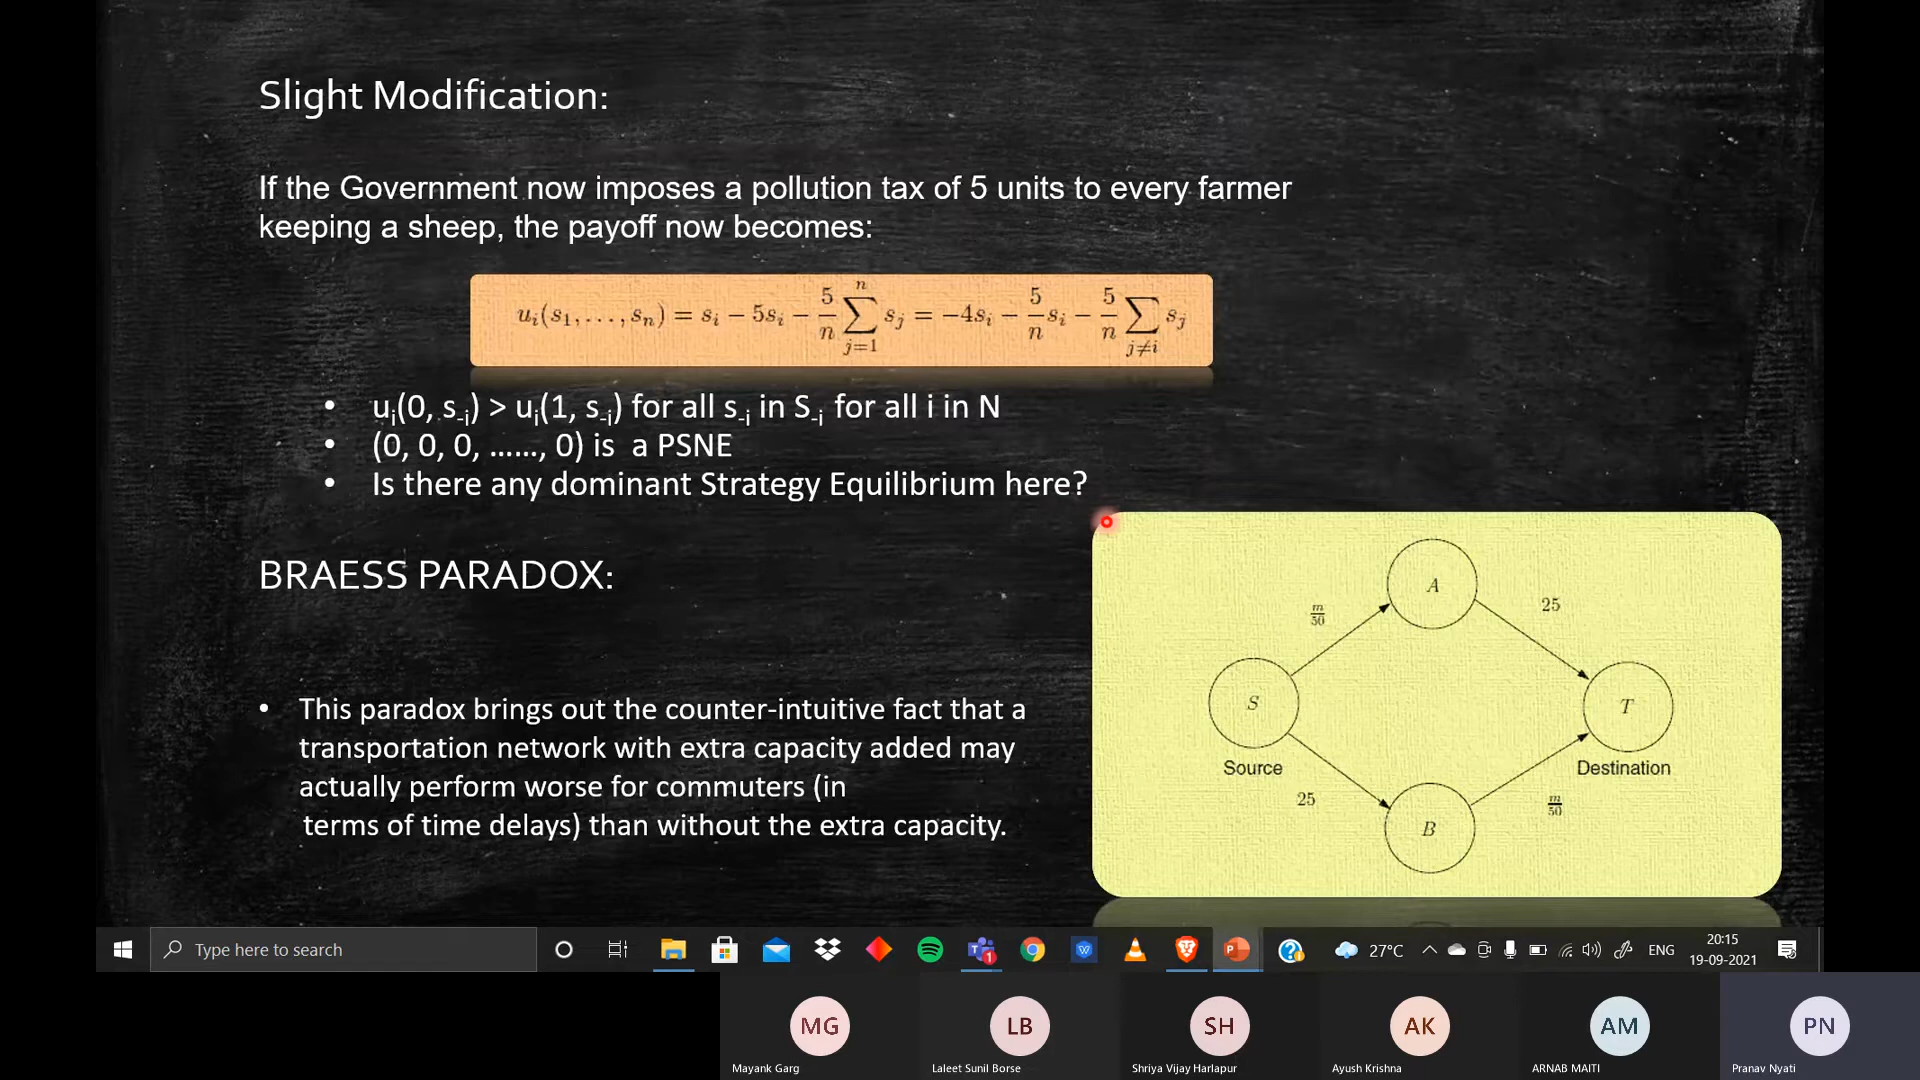 Slight Modification:
If the Government now imposes a pollution tax of 5 units to every farmer
keeping a sheep, the payoff now becomes:
u_i(s_1, . . . , s_n) = s_i − 5s_i − \frac{5}{n} \sum_{j=1}^{n} s_j = −4s_i − \frac{5}{n} s_i − \frac{5}{n} \sum_{j≠i} s_j
• u_i(0, s_{-i}) > u_i(1, s_{-i}) for all s_{-i} in S_{-i} for all i in N
• (0, 0, 0, ……, 0) is a PSNE
• Is there any dominant Strategy Equilibrium here?
BRAESS PARADOX:
• This paradox brings out the counter-intuitive fact that a
transportation network with extra capacity added may
actually perform worse for commuters (in
terms of time delays) than without the extra capacity.
A
m/50
25
S
T
Source
Destination
25
m/50
B
Type here to search
1
27°C
ENG
20:15
19-09-2021
MG
LB
SH
AK
AM
PN
Mayank Garg
Laleet Sunil Borse
Shriya Vijay Harlapur
Ayush Krishna
ARNAB MAITI
Pranav Nyati